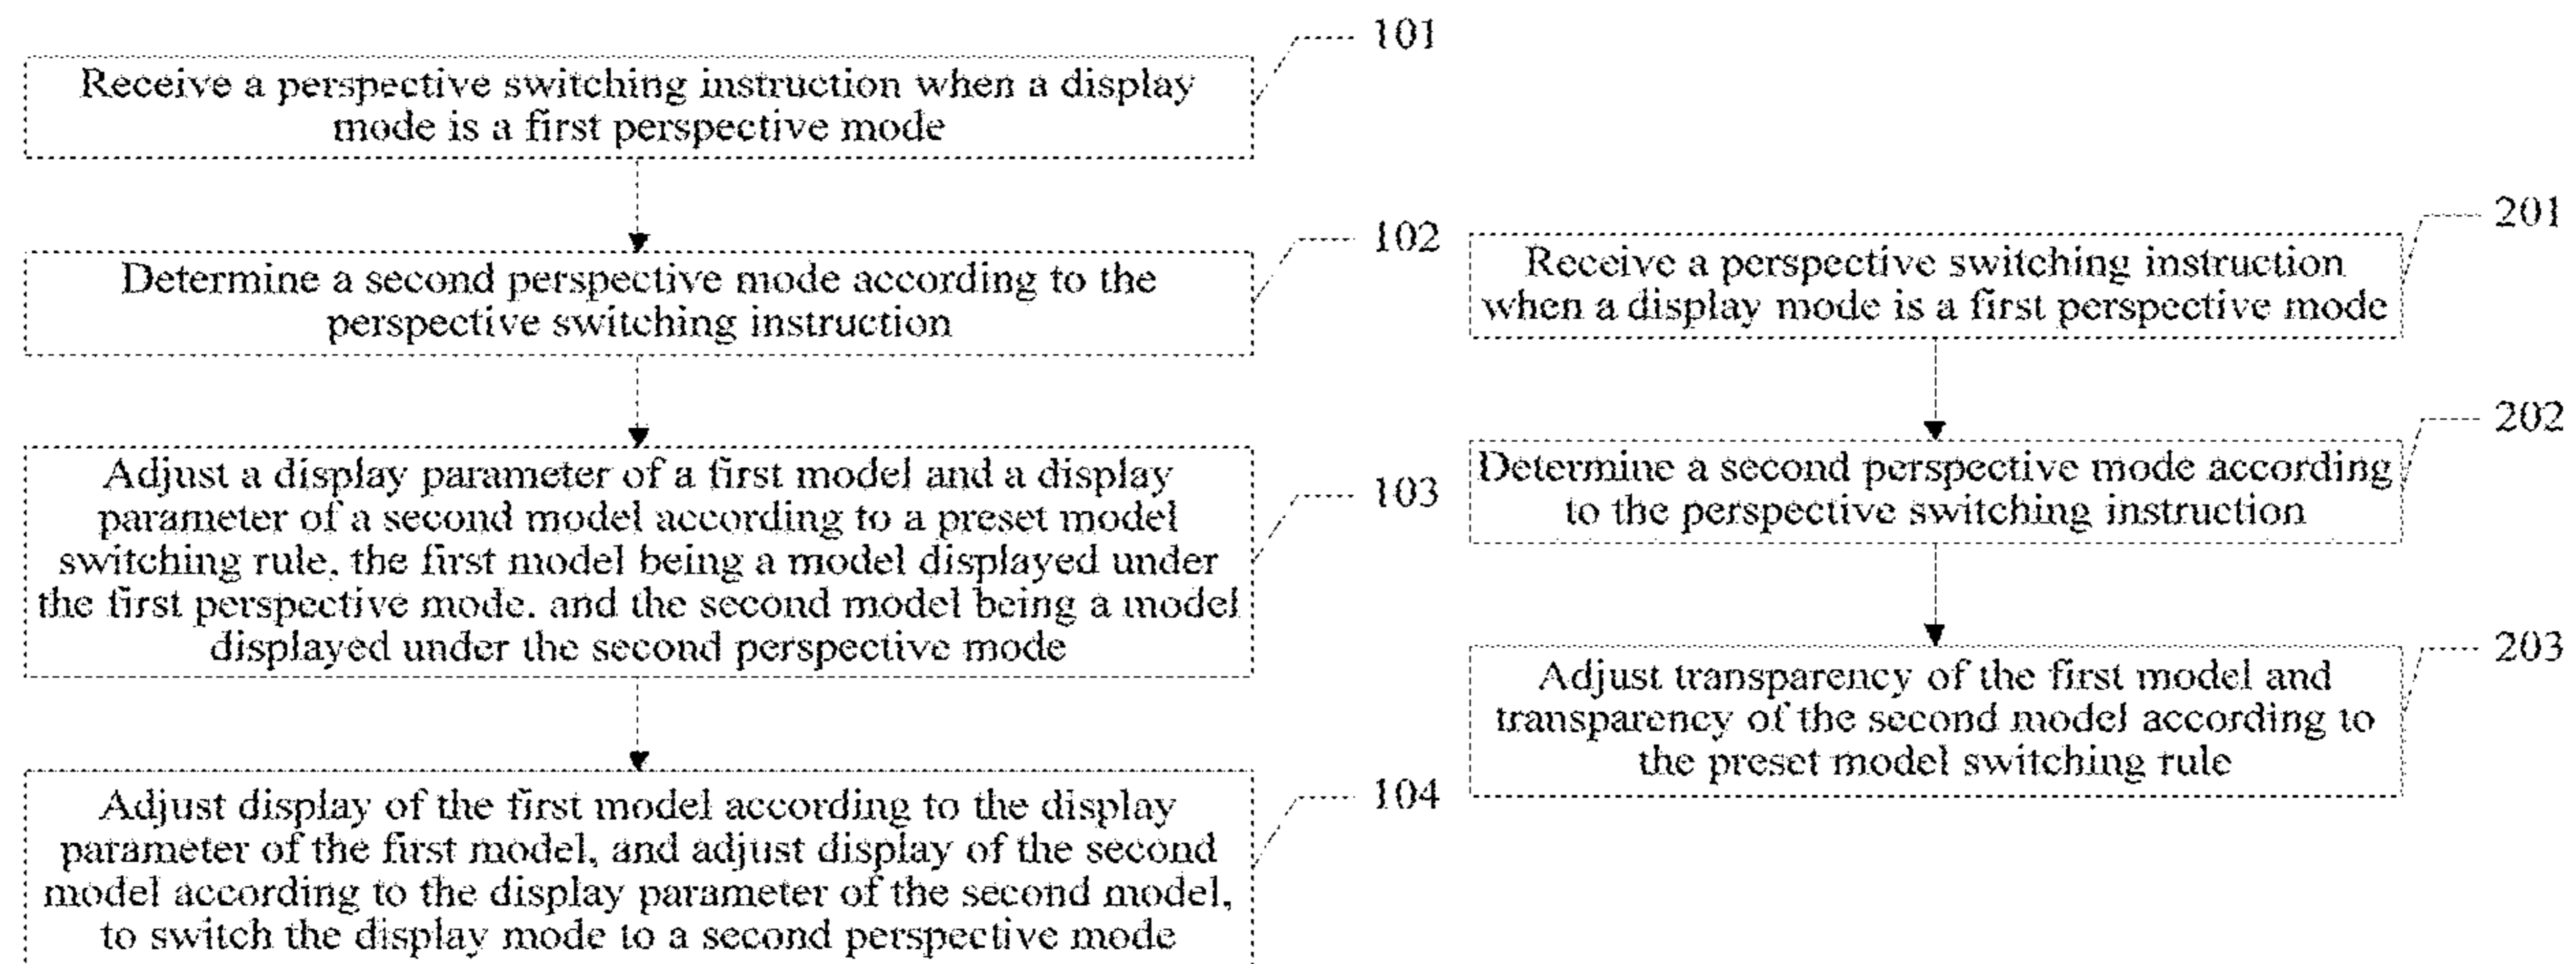 101
Receive a perspective switching instruction when a display
mode is a first perspective mode
102
Determine a second perspective mode according to the
perspective switching instruction
103
Adjust a display parameter of a first model and a display
parameter of a second model according to a preset model
switching rule, the first model being a model displayed under
the first perspective mode. and the second model being a model
displayed under the second perspective mode
104
Adjust display of the first model according to the display
parameter of the first model, and adjust display of the second
model according to the display parameter of the second model,
to switch the display mode to a second perspective mode
201
Receive a perspective switching instruction
when a display mode is a first perspective mode
202
Determine a second perspective mode according
to the perspective switching instruction
203
Adjust transparency of the first model and
transparency of the second model according to
the preset model switching rule